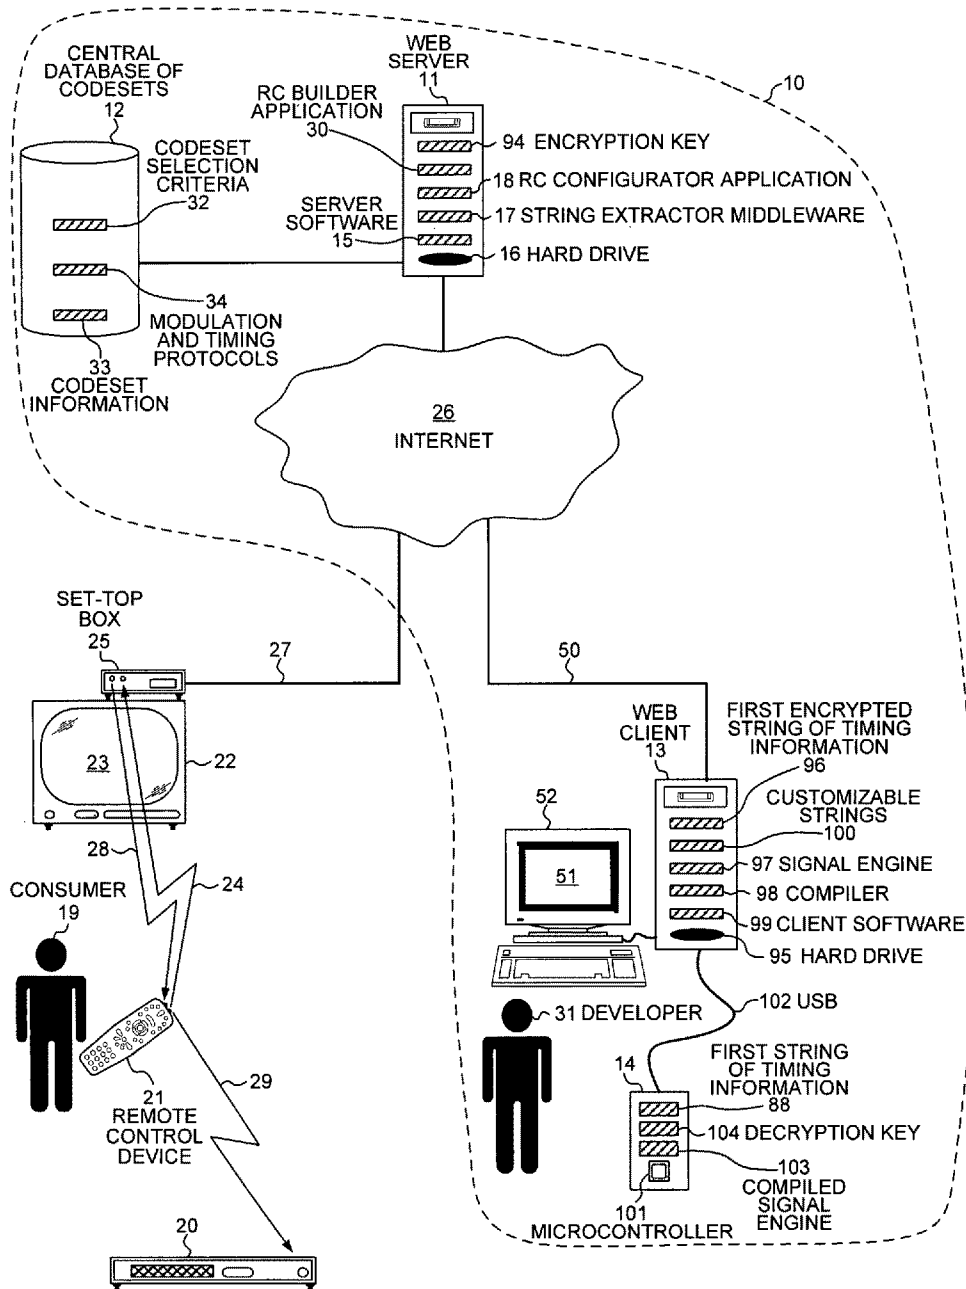 WEB
SERVER
11
10
CENTRAL
DATABASE OF
CODESETS
12
RC BUILDER
APPLICATION
30
94 ENCRYPTION KEY
CODESET
SELECTION
CRITERIA
32
18 RC CONFIGURATOR APPLICATION
SERVER
SOFTWARE
15
17 STRING EXTRACTOR MIDDLEWARE
16 HARD DRIVE
34
MODULATION
AND TIMING
PROTOCOLS
33
CODESET
INFORMATION
26
INTERNET
SET-TOP
BOX
25
27
50
23
22
WEB
CLIENT
13
FIRST ENCRYPTED
STRING OF TIMING
INFORMATION
96
CUSTOMIZABLE
STRINGS
100
52
51
97 SIGNAL ENGINE
98 COMPILER
99 CLIENT SOFTWARE
95 HARD DRIVE
28
24
CONSUMER
19
102 USB
31 DEVELOPER
21
REMOTE
CONTROL
DEVICE
29
14
FIRST STRING
OF TIMING
INFORMATION
88
104 DECRYPTION KEY
103
COMPILED
SIGNAL
ENGINE
101
MICROCONTROLLER
20